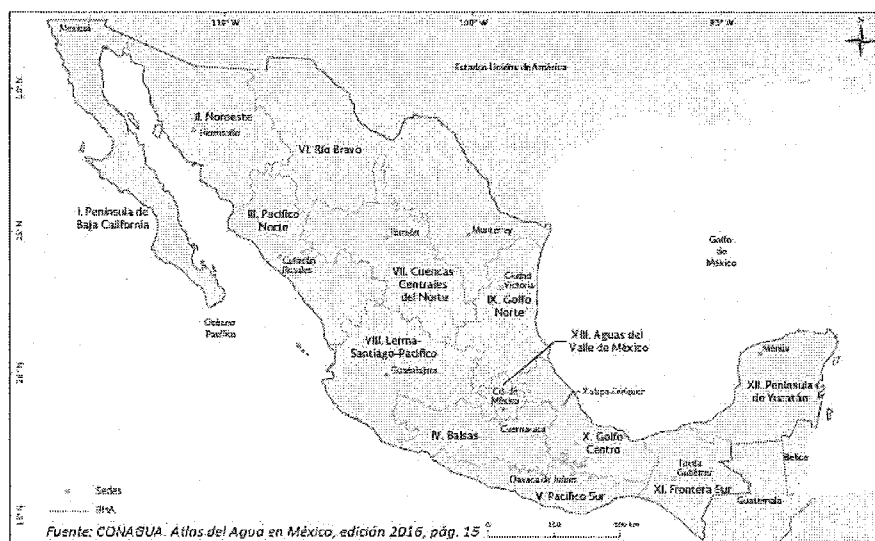 110° W
100° W
N
Mexicali
Estados Unidos de América
II. Noroeste
Hermosillo
VI. Río Bravo
I. Península de
Baja California
III. Pacífico
Norte
25° N
Torreón
Monterrey
Golfo
de
México
Culiacán
Rosales
VII. Cuencas
Centrales
del Norte
Ciudad
Victoria
IX. Golfo
Norte
Océano
Pacífico
VIII. Lerma-
Santiago-Pacífico
Guadalajara
XIII. Aguas del
Valle de México
Mérida
XII. Península
de Yucatán
Cd. de
México
Cuernavaca
IV. Balsas
X. Golfo
Centro
Belice
Oaxaca de Juárez
V. Pacífico Sur
Tuxtla
Gutiérrez
XI. Frontera Sur
Guatemala
Sedes
RHA
Fuente: CONAGUA. Atlas del Agua en México, edición 2016, pág. 15